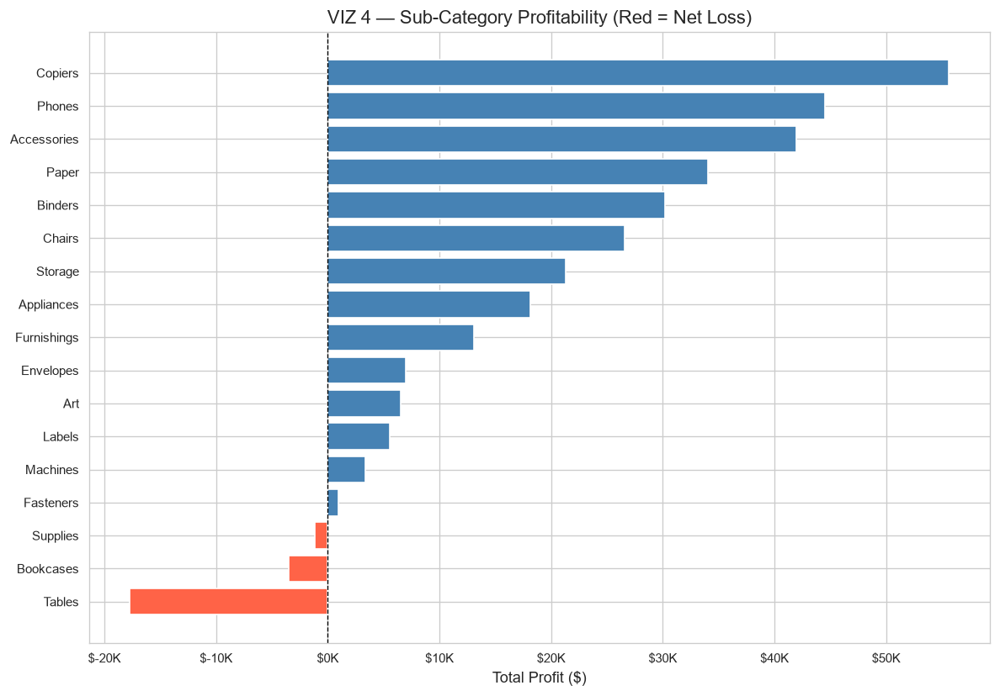 VIZ 4 — Sub-Category Profitability (Red = Net Loss)
Copiers
Phones
Accessories
Paper
Binders
Chairs
Storage
Appliances
Furnishings
Envelopes
Art
Labels
Machines
Fasteners
Supplies
Bookcases
Tables
$-20K $-10K $0K $10K $20K $30K $40K $50K
Total Profit ($)